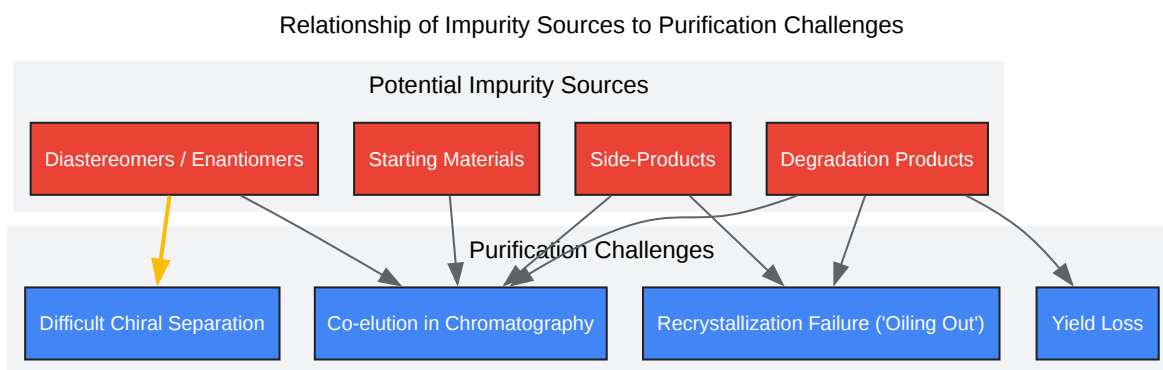 Relationship of Impurity Sources to Purification Challenges
Potential Impurity Sources
Diastereomers / Enantiomers
Starting Materials
Side-Products
Degradation Products
Purification Challenges
Difficult Chiral Separation
Co-elution in Chromatography
Recrystallization Failure ('Oiling Out')
Yield Loss